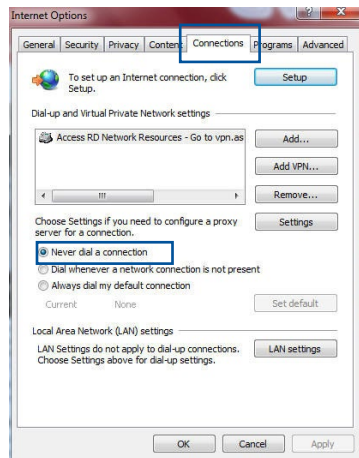 Internet Options
General Security Privacy Content Connections Programs Advanced
To set up an Internet connection, click Setup.
Setup
Dial-up and Virtual Private Network settings
Access RD Network Resources - Go to vpn.as
Add...
Add VPN...
Remove...
Choose Settings if you need to configure a proxy
server for a connection.
Settings
Never dial a connection
Dial whenever a network connection is not present
Always dial my default connection
Current None
Set default
Local Area Network (LAN) settings
LAN Settings do not apply to dial-up connections.
Choose Settings above for dial-up settings.
LAN settings
OK Cancel Apply